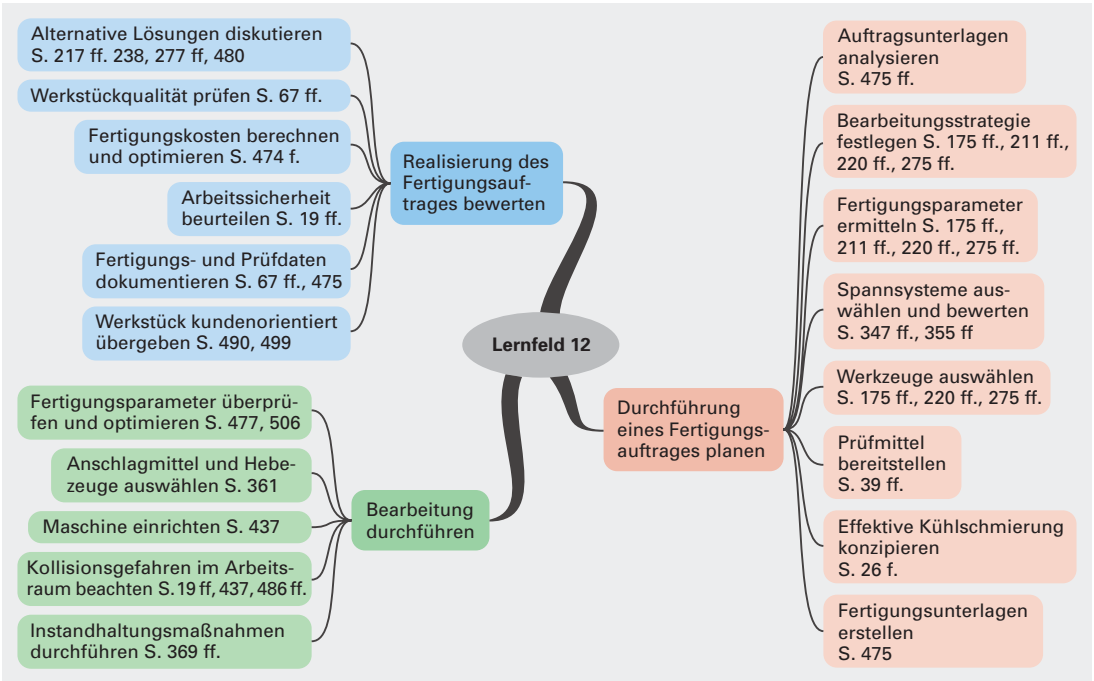 Alternative Lösungen diskutieren
S. 217 ff. 238, 277 ff, 480
Werkstückqualität prüfen S. 67 ff.
Fertigungskosten berechnen
und optimieren S. 474 f.
Arbeitssicherheit
beurteilen S. 19 ff.
Fertigungs- und Prüfdaten
dokumentieren S. 67 ff., 475
Werkstück kundenorientiert
übergeben S. 490, 499
Realisierung des
Fertigungsauf-
trages bewerten
Lernfeld 12
Fertigungsparameter überprü-
fen und optimieren S. 477, 506
Anschlagmittel und Hebe-
zeuge auswählen S. 361
Maschine einrichten S. 437
Kollisionsgefahren im Arbeits-
raum beachten S. 19 ff, 437, 486 ff.
Instandhaltungsmaßnahmen
durchführen S. 369 ff.
Bearbeitung
durchführen
Durchführung
eines Fertigungs-
auftrages planen
Auftragsunterlagen
analysieren
S. 475 ff.
Bearbeitungsstrategie
festlegen S. 175 ff., 211 ff.,
220 ff., 275 ff.
Fertigungsparameter
ermitteln S. 175 ff.,
211 ff., 220 ff., 275 ff.
Spannsysteme aus-
wählen und bewerten
S. 347 ff., 355 ff
Werkzeuge auswählen
S. 175 ff., 220 ff., 275 ff.
Prüfmittel
bereitstellen
S. 39 ff.
Effektive Kühlschmierung
konzipieren
S. 26 f.
Fertigungsunterlagen
erstellen
S. 475